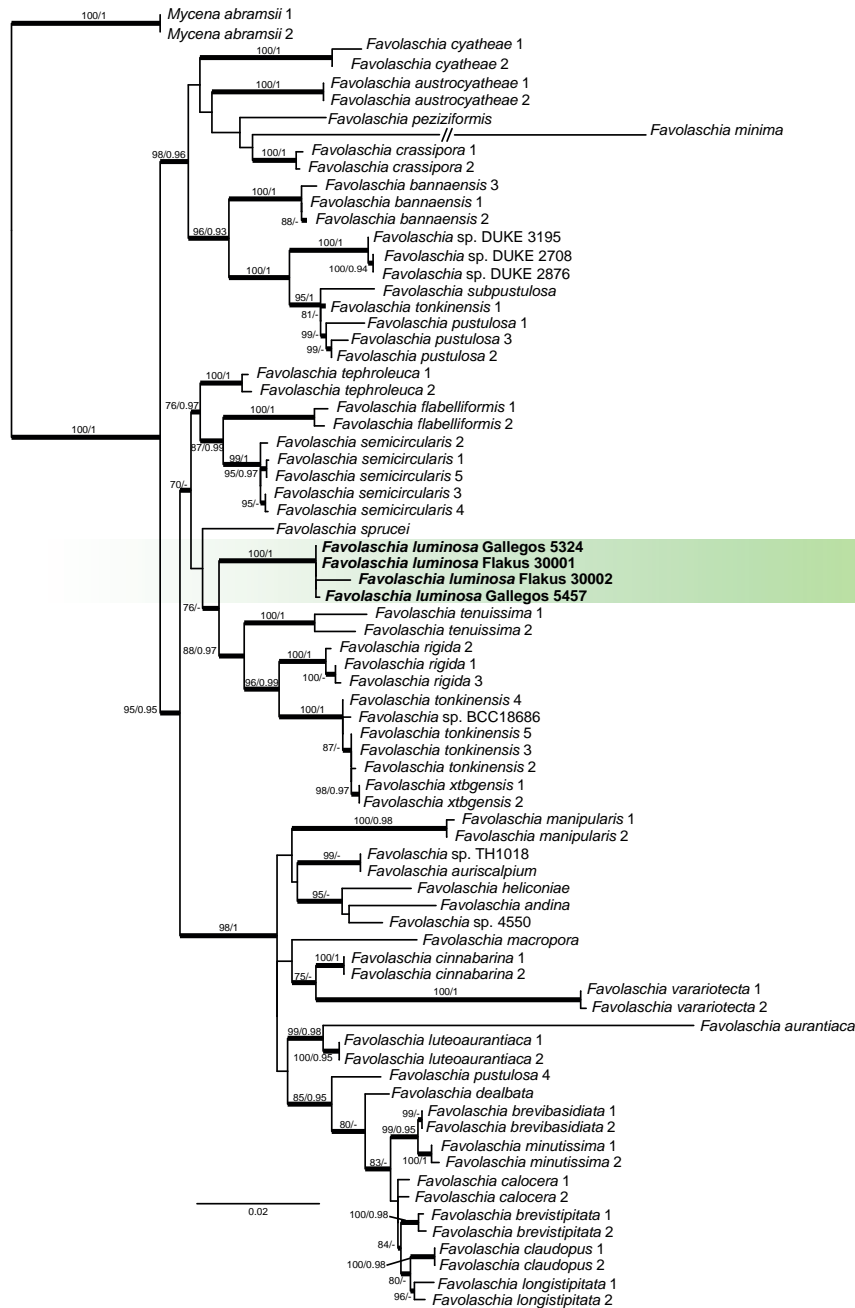 100/1
Mycena abramsii 1
Mycena abramsii 2
100/1
Favolaschia cyatheae 1
Favolaschia cyatheae 2
100/1
Favolaschia austrocyatheae 1
Favolaschia austrocyatheae 2
Favolaschia peziziformis
//
Favolaschia minima
98/0.96
100/1
Favolaschia crassipora 1
Favolaschia crassipora 2
100/1
Favolaschia bannaensis 3
Favolaschia bannaensis 1
88/-
Favolaschia bannaensis 2
96/0.93
100/1
Favolaschia sp. DUKE 3195
Favolaschia sp. DUKE 2708
100/0.94
Favolaschia sp. DUKE 2876
100/1
Favolaschia subpustulosa
95/1
Favolaschia tonkinensis 1
81/-
Favolaschia pustulosa 1
99/-
Favolaschia pustulosa 3
99/-
Favolaschia pustulosa 2
100/1
Favolaschia tephroleuca 1
Favolaschia tephroleuca 2
76/0.97
100/1
Favolaschia flabelliformis 1
Favolaschia flabelliformis 2
100/1
87/0.99
Favolaschia semicircularis 2
99/1
Favolaschia semicircularis 1
95/0.97
Favolaschia semicircularis 5
70/-
Favolaschia semicircularis 3
95/-
Favolaschia semicircularis 4
Favolaschia sprucei
100/1
Favolaschia luminosa Gallegos 5324
Favolaschia luminosa Flakus 30001
Favolaschia luminosa Flakus 30002
Favolaschia luminosa Gallegos 5457
76/-
100/1
Favolaschia tenuissima 1
Favolaschia tenuissima 2
88/0.97
100/1
Favolaschia rigida 2
Favolaschia rigida 1
100/-
Favolaschia rigida 3
96/0.99
Favolaschia tonkinensis 4
95/0.95
100/1
Favolaschia sp. BCC18686
Favolaschia tonkinensis 5
87/-
Favolaschia tonkinensis 3
Favolaschia tonkinensis 2
98/0.97
Favolaschia xtbgensis 1
Favolaschia xtbgensis 2
100/0.98
Favolaschia manipularis 1
Favolaschia manipularis 2
99/-
Favolaschia sp. TH1018
Favolaschia auriscalpium
95/-
Favolaschia heliconiae
Favolaschia andina
Favolaschia sp. 4550
98/1
Favolaschia macropora
100/1
Favolaschia cinnabarina 1
Favolaschia cinnabarina 2
75/-
100/1
Favolaschia varariotecta 1
Favolaschia varariotecta 2
Favolaschia aurantiaca
99/0.98
Favolaschia luteoaurantiaca 1
100/0.95
Favolaschia luteoaurantiaca 2
Favolaschia pustulosa 4
85/0.95
Favolaschia dealbata
99/-
Favolaschia brevibasidiata 1
80/-
Favolaschia brevibasidiata 2
99/0.95
Favolaschia minutissima 1
100/1
Favolaschia minutissima 2
83/-
Favolaschia calocera 1
Favolaschia calocera 2
0.02
100/0.98
Favolaschia brevistipitata 1
Favolaschia brevistipitata 2
84/-
Favolaschia claudopus 1
100/0.98
Favolaschia claudopus 2
80/-
Favolaschia longistipitata 1
96/-
Favolaschia longistipitata 2